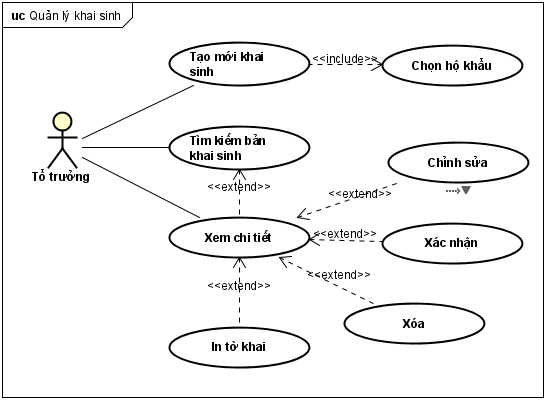 uc Quản lý khai sinh
Tạo mới khai
sinh
<<include>>
Chọn hộ khẩu
Tổ trưởng
Tìm kiếm bản
khai sinh
Chỉnh sửa
<<extend>>
<<extend>>
Xem chi tiết
<<extend>>
Xác nhận
<<extend>>
<<extend>>
Xóa
In tờ khai